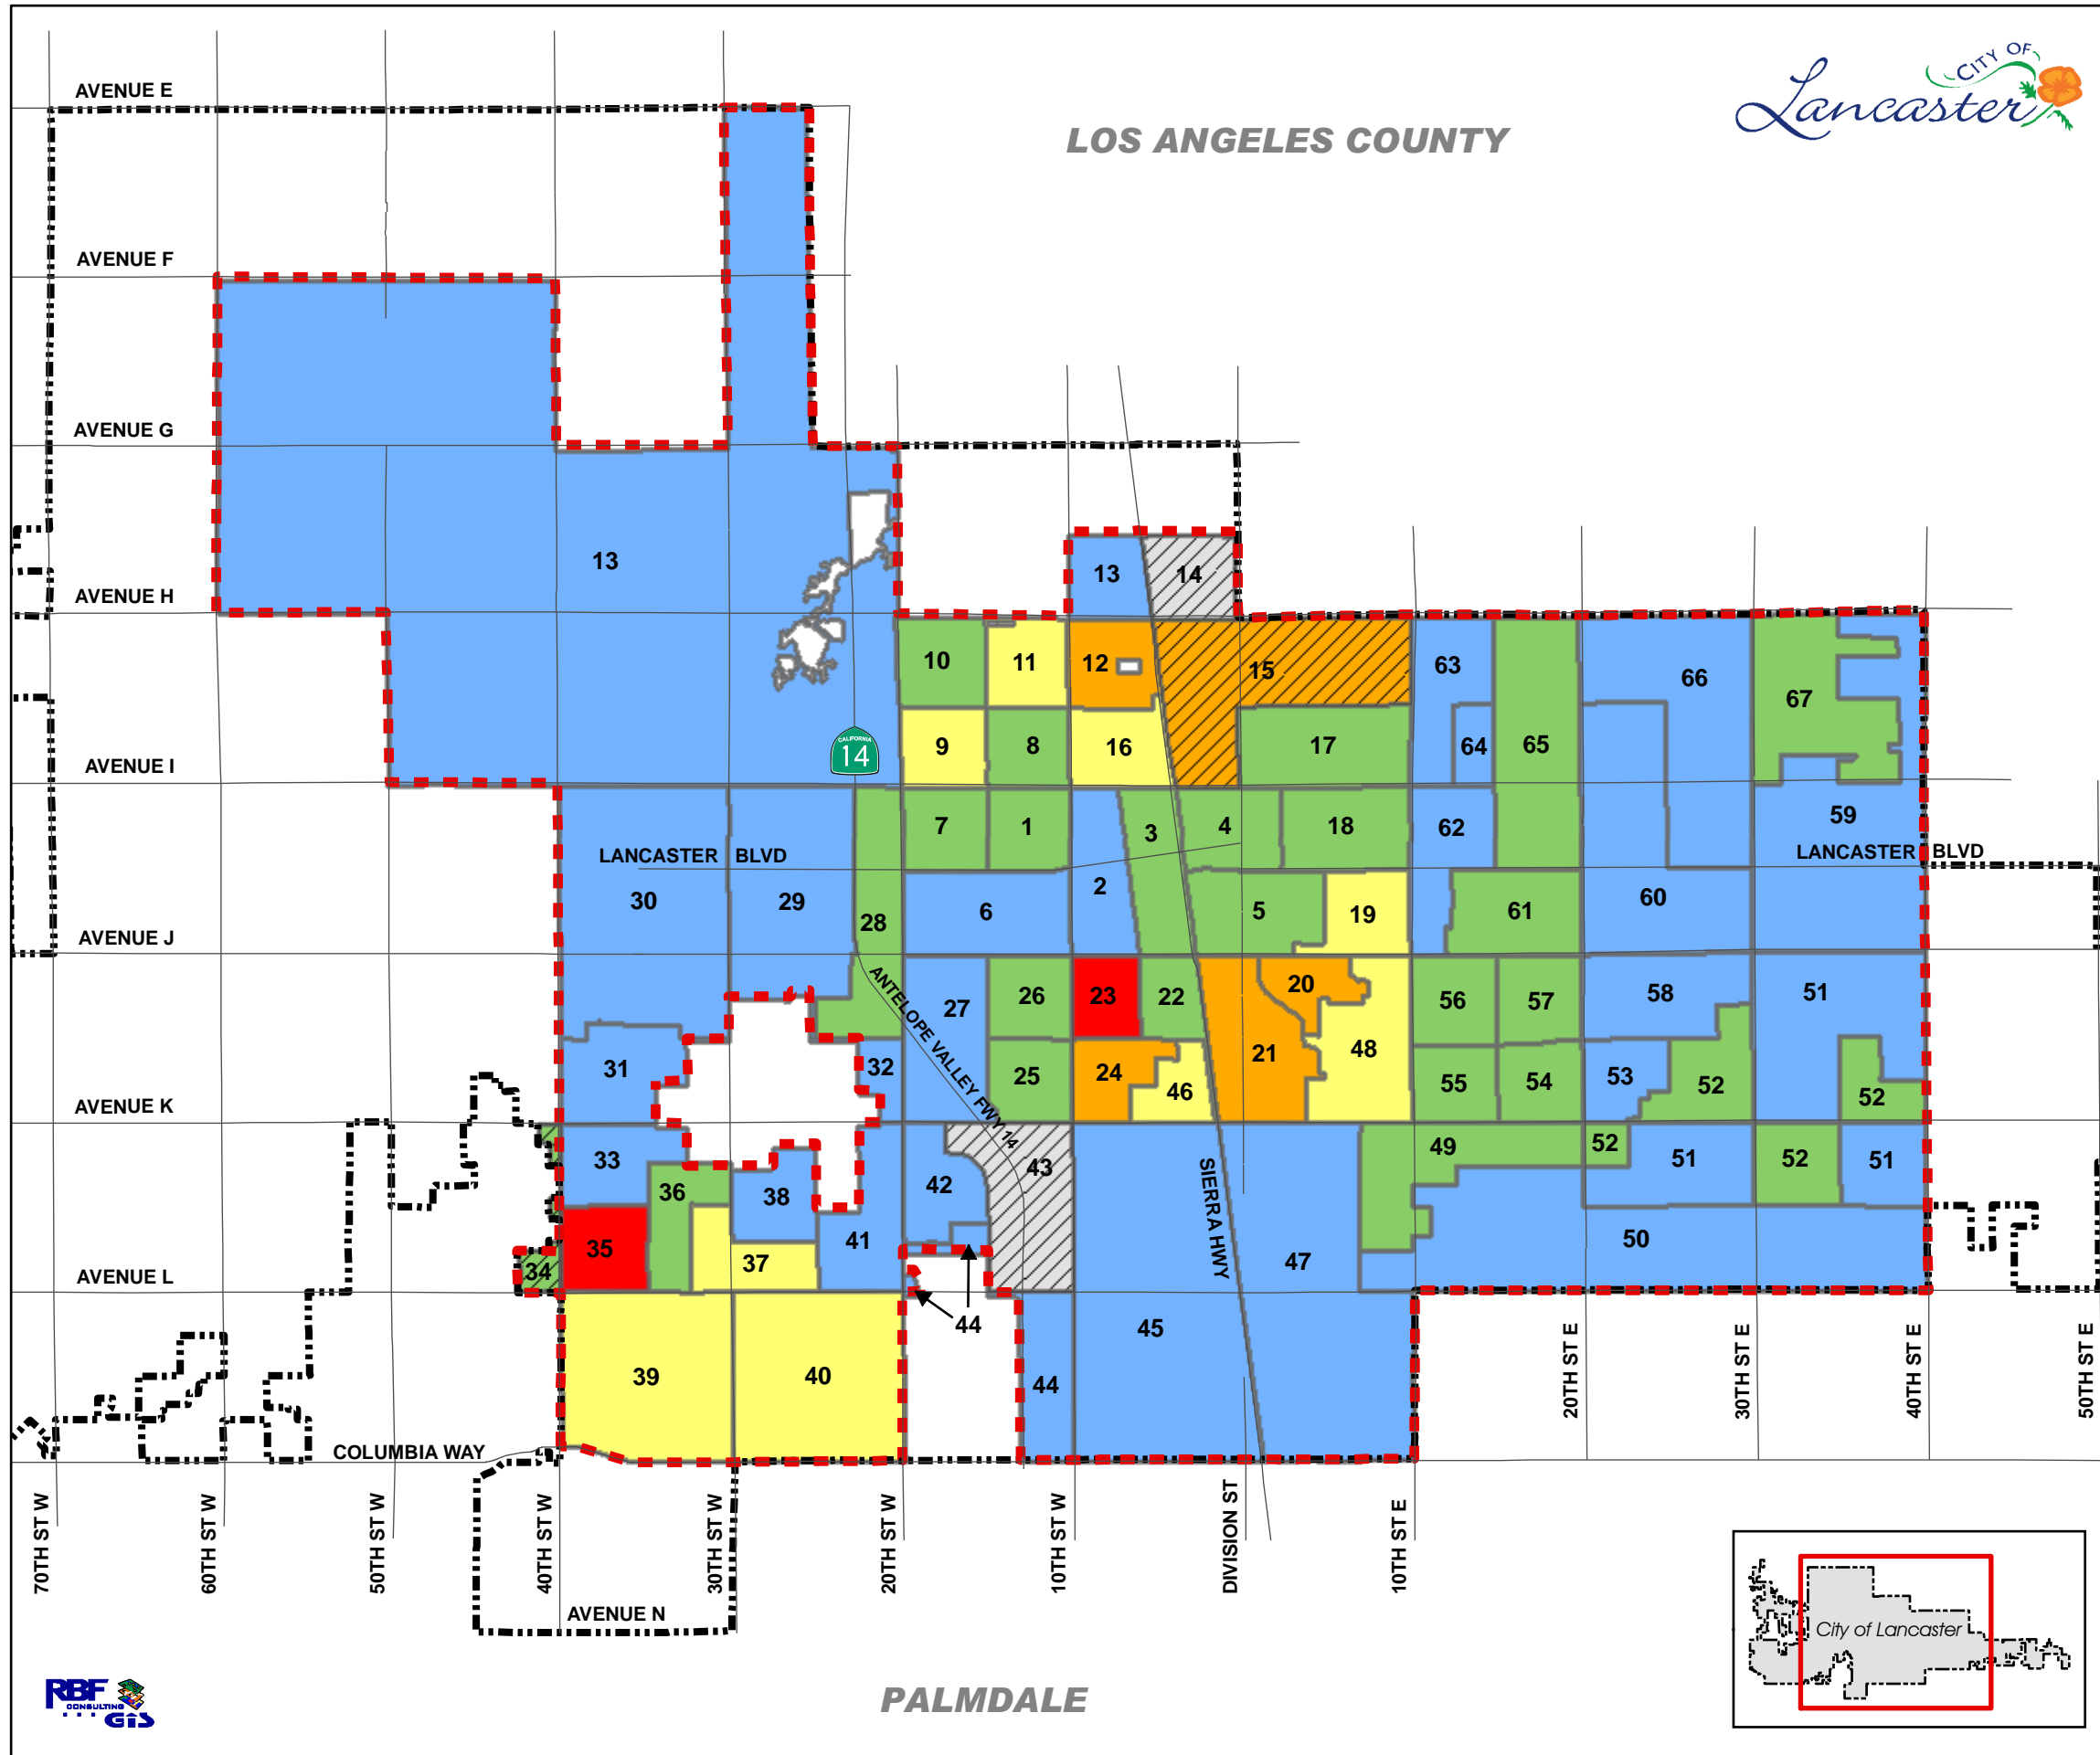 CITY OF
Lancaster
LOS ANGELES COUNTY
AVENUE E
AVENUE F
AVENUE G
AVENUE H
AVENUE I
AVENUE J
AVENUE K
AVENUE L
COLUMBIA WAY
AVENUE N
13
13
14
10
11
12
15
63
66
67
9
8
16
17
64
65
CALIFORNIA
14
7
1
3
4
18
62
59
LANCASTER BLVD
LANCASTER BLVD
30
29
28
6
2
5
19
61
60
ANTELOPE VALLEY FWY 14
27
26
23
22
20
56
57
58
51
31
32
25
24
46
21
48
55
54
53
52
52
33
36
38
42
43
49
52
51
52
51
SIERRA HWY
35
34
37
41
47
50
44
45
39
40
44
70TH ST W
60TH ST W
50TH ST W
40TH ST W
30TH ST W
20TH ST W
10TH ST W
DIVISION ST
10TH ST E
20TH ST E
30TH ST E
40TH ST E
50TH ST E
PALMDALE
RBF
CONSULTING
GIS
City of Lancaster